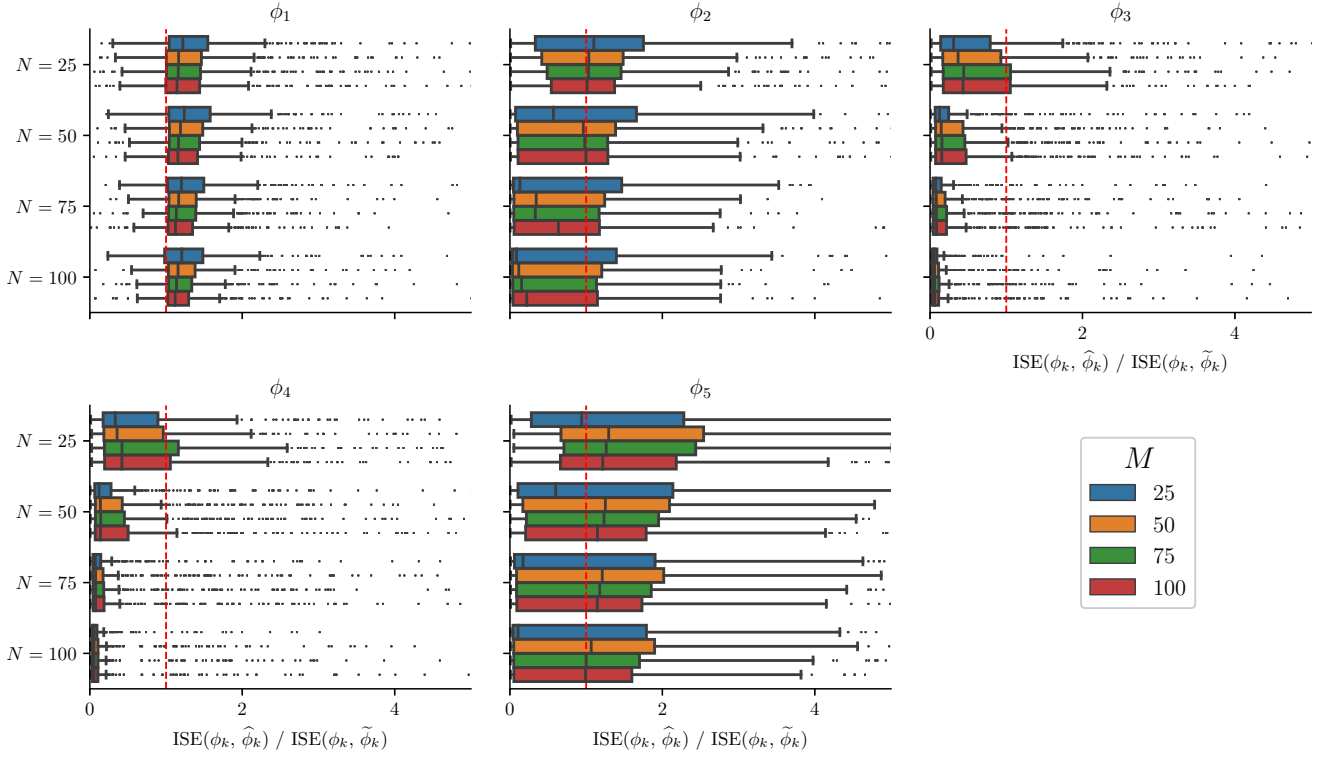 ϕ₁ ϕ₂ ϕ₃
N = 25
N = 50
N = 75
N = 100
0 2 4
ISE(ϕₖ, ϕ̂ₖ) / ISE(ϕₖ, ϕ̃ₖ)
ϕ₄ ϕ₅
N = 25
N = 50
N = 75
N = 100
M
25
50
75
100
0 2 4 0 2 4
ISE(ϕₖ, ϕ̂ₖ) / ISE(ϕₖ, ϕ̃ₖ) ISE(ϕₖ, ϕ̂ₖ) / ISE(ϕₖ, ϕ̃ₖ)